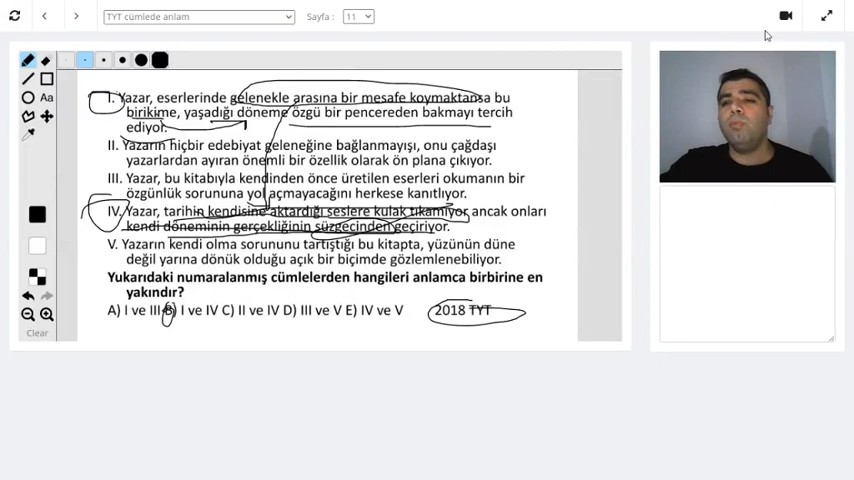 TYT cümlede anlam
Sayfa :
11
Aa
Clear
I. Yazar, eserlerinde gelenekle arasına bir mesafe koymaktansa bu
birikime, yaşadığı döneme özgü bir pencereden bakmayı tercih
ediyor.
II. Yazarın hiçbir edebiyat geleneğine bağlanmayışı, onu çağdaşı
yazarlardan ayıran önemli bir özellik olarak ön plana çıkıyor.
III. Yazar, bu kitabıyla kendinden önce üretilen eserleri okumanın bir
özgünlük sorununa yol açmayacağını herkese kanıtlıyor.
IV. Yazar, tarihin kendisine aktardığı seslere kulak tıkamıyor ancak onları
kendi döneminin gerçekliğinin süzgecinden geçiriyor.
V. Yazarın kendi olma sorununu tartıştığı bu kitapta, yüzünün düne
değil yarına dönük olduğu açık bir biçimde gözlemlenebiliyor.
Yukarıdaki numaralanmış cümlelerden hangileri anlamca birbirine en
yakındır?
A) I ve III B) I ve IV C) II ve IV D) III ve V E) IV ve V 2018 TYT